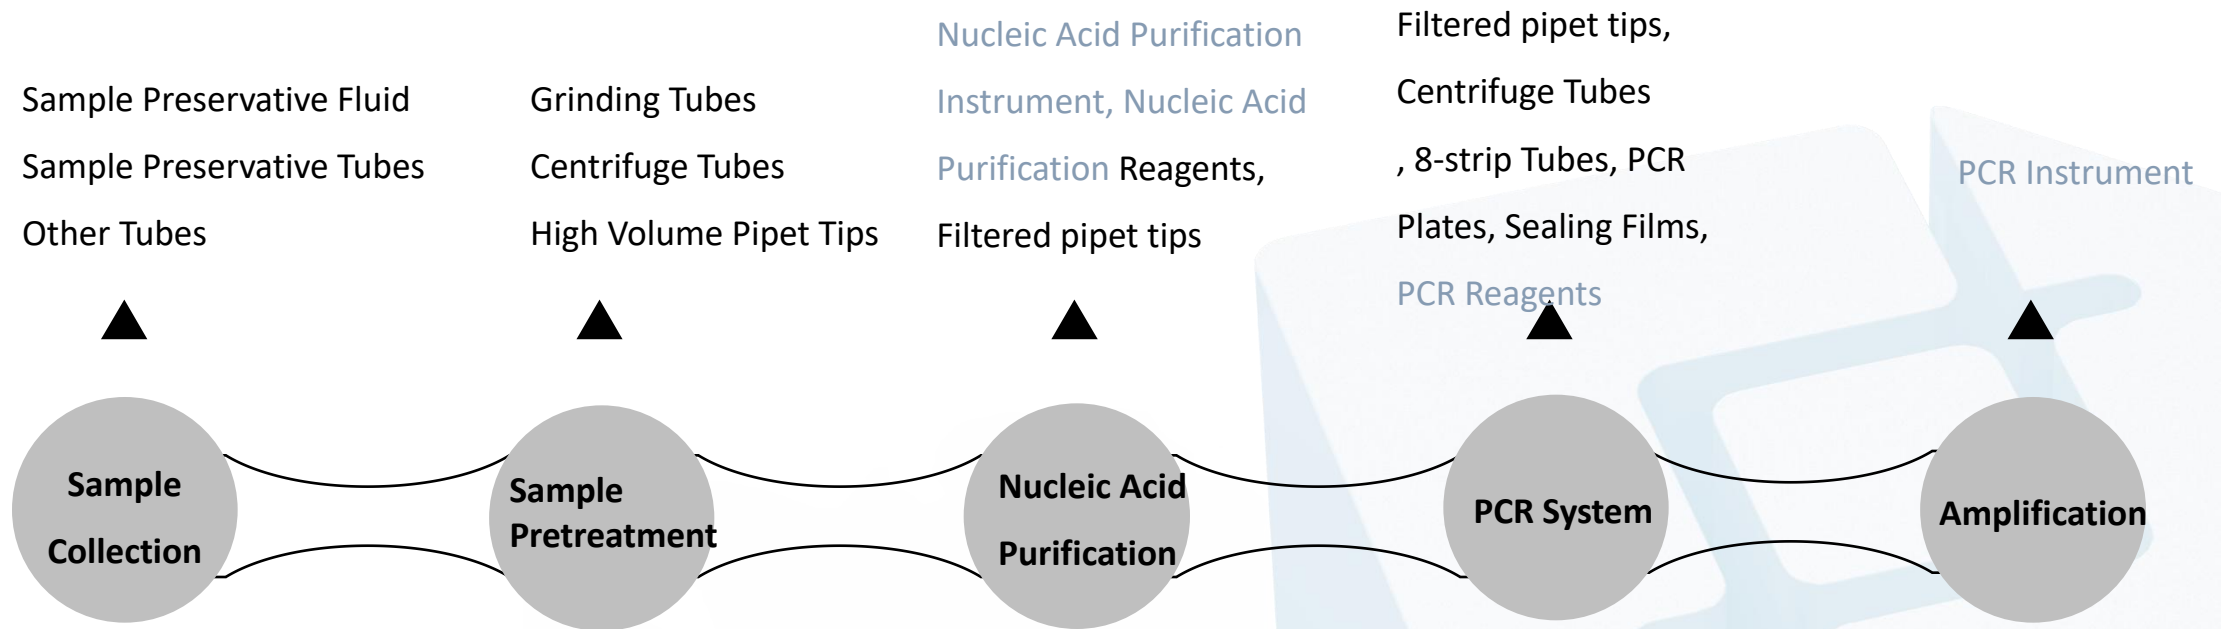 Sample Preservative Fluid
Sample Preservative Tubes
Other Tubes
Grinding Tubes
Centrifuge Tubes
High Volume Pipet Tips
Nucleic Acid Purification
Instrument, Nucleic Acid
Purification Reagents,
Filtered pipet tips
Filtered pipet tips,
Centrifuge Tubes
, 8-strip Tubes, PCR
Plates, Sealing Films,
PCR Reagents
PCR Instrument
Sample
Collection
Sample
Pretreatment
Nucleic Acid
Purification
PCR System
Amplification